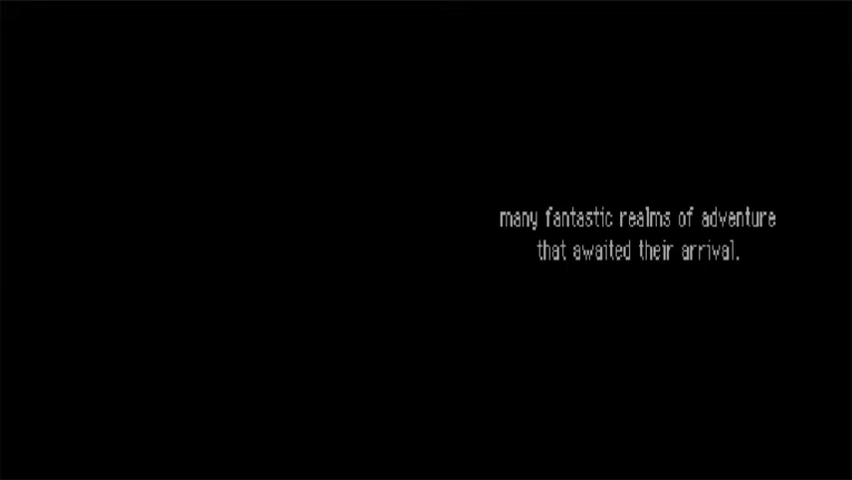 many fantastic realms of adventure
that awaited their arrival.